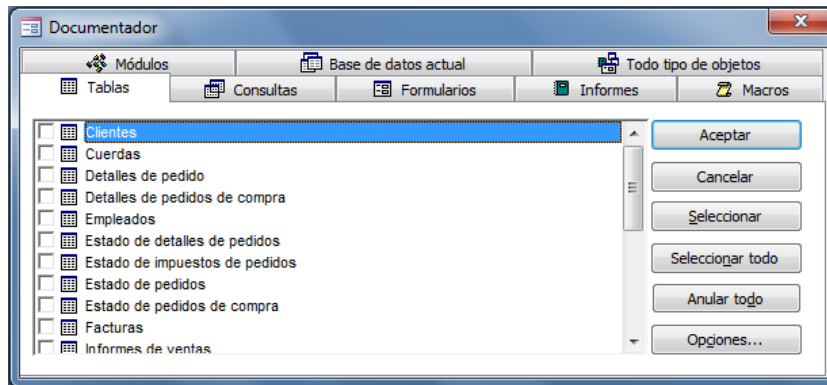 Documentador
Módulos Base de datos actual Todo tipo de objetos
Tablas Consultas Formularios Informes Macros
Clientes
Cuerdas
Detalles de pedido
Detalles de pedidos de compra
Empleados
Estado de detalles de pedidos
Estado de impuestos de pedidos
Estado de pedidos
Estado de pedidos de compra
Facturas
Informes de ventas
Aceptar
Cancelar
Seleccionar
Seleccionar todo
Anular todo
Opciones...